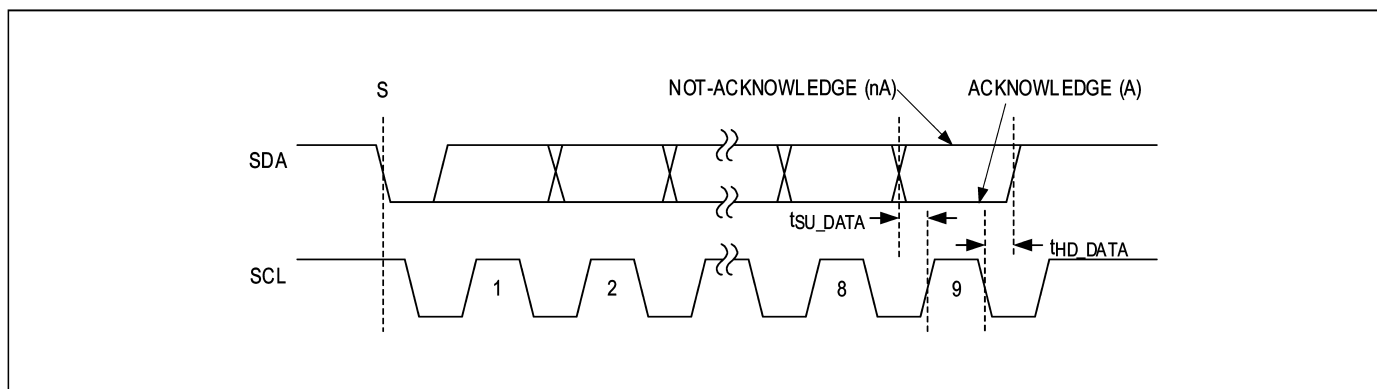 S
NOT-ACKNOWLEDGE (nA)
ACKNOWLEDGE (A)
SDA
tSU_DATA
tHD_DATA
SCL
1
2
8
9